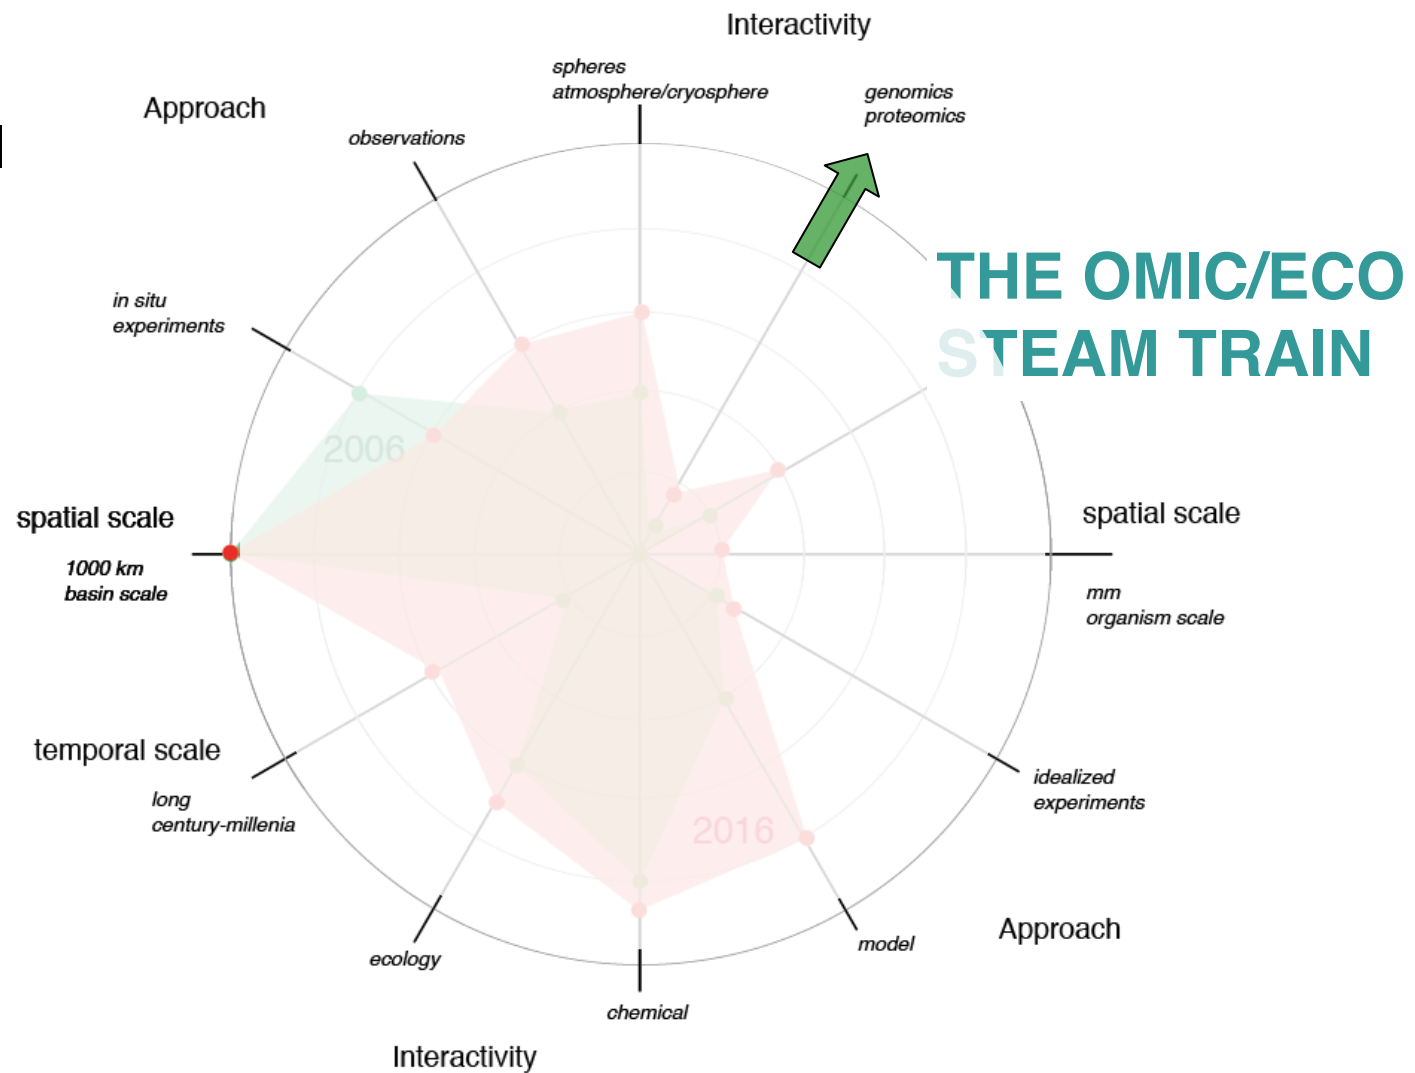 Interactivity
spheres
atmosphere/cryosphere
genomics
proteomics
Approach
observations
THE OMIC/ECO
STEAM TRAIN
in situ
experiments
2006
spatial scale
1000 km
basin scale
spatial scale
mm
organism scale
temporal scale
long
century-millenia
idealized
experiments
2016
Approach
model
ecology
chemical
Interactivity